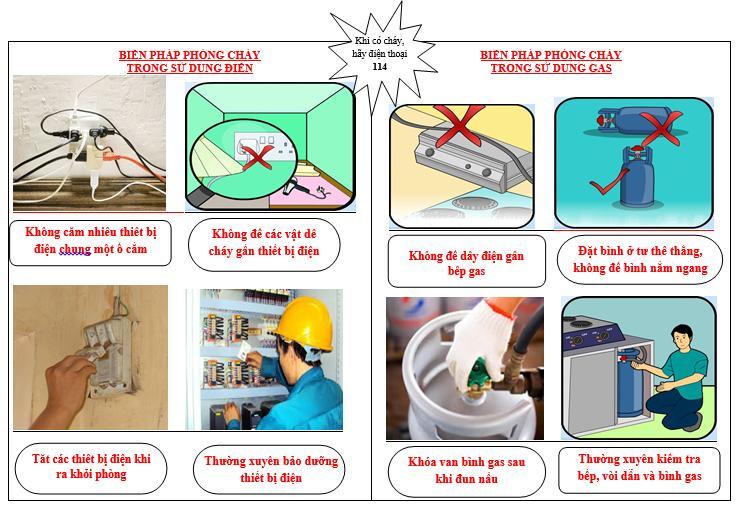 Khi có cháy,
hãy điện thoại
114
BIỆN PHÁP PHÒNG CHÁY
TRONG SỬ DỤNG ĐIỆN
BIỆN PHÁP PHÒNG CHÁY
TRONG SỬ DỤNG GAS
Không cắm nhiều thiết bị
điện chung một ổ cắm
Không để các vật dễ
cháy gần thiết bị điện
Không để dây điện gần
bếp gas
Đặt bình ở tư thế thẳng,
không để bình nằm ngang
Tắt các thiết bị điện khi
ra khỏi phòng
Thường xuyên bảo dưỡng
thiết bị điện
Khóa van bình gas sau
khi đun nấu
Thường xuyên kiểm tra
bếp, vòi dẫn và bình gas